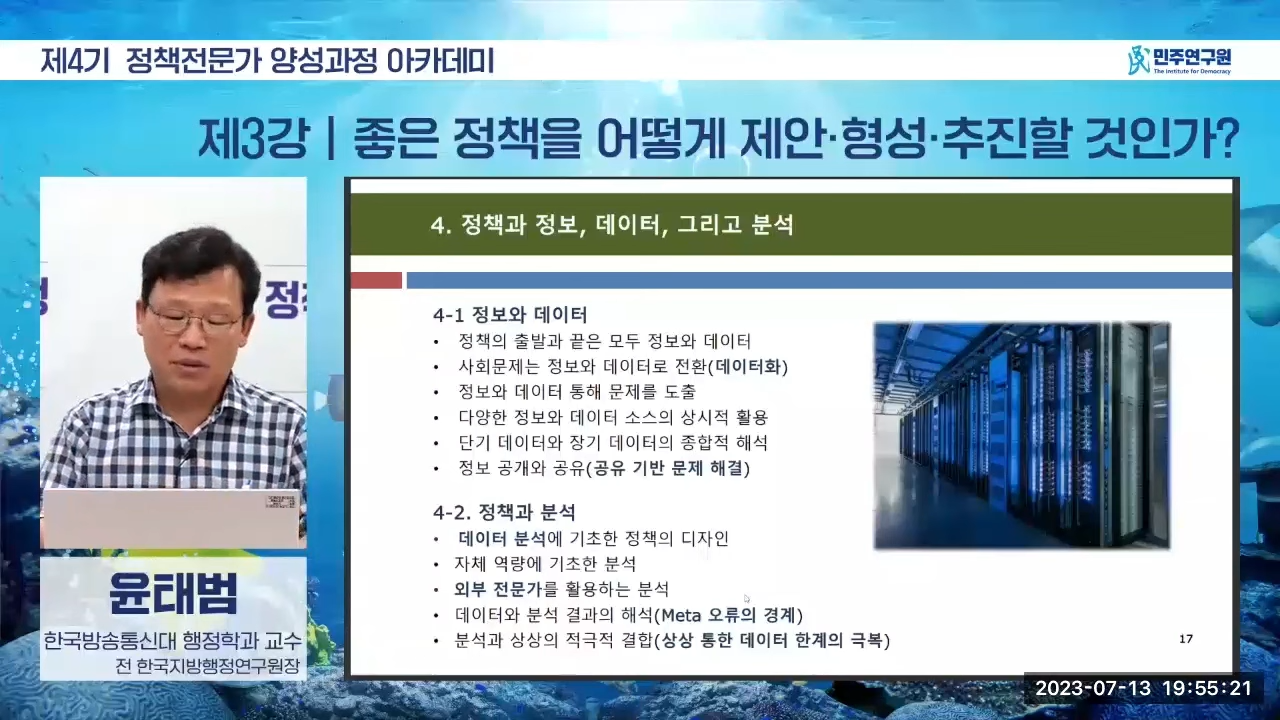 제4기 정책전문가 양성과정 아카데미
민주연구원
The Institute for Democracy
제3강 | 좋은 정책을 어떻게 제안·형성·추진할 것인가?
정책
4. 정책과 정보, 데이터, 그리고 분석
4-1 정보와 데이터
• 정책의 출발과 끝은 모두 정보와 데이터
• 사회문제는 정보와 데이터로 전환(데이터화)
• 정보와 데이터 통해 문제를 도출
• 다양한 정보와 데이터 소스의 상시적 활용
• 단기 데이터와 장기 데이터의 종합적 해석
• 정보 공개와 공유(공유 기반 문제 해결)
4-2. 정책과 분석
• 데이터 분석에 기초한 정책의 디자인
• 자체 역량에 기초한 분석
• 외부 전문가를 활용하는 분석
• 데이터와 분석 결과의 해석(Meta 오류의 경계)
• 분석과 상상의 적극적 결합(상상 통한 데이터 한계의 극복)
17
윤태범
한국방송통신대 행정학과 교수
전 한국지방행정연구원장
2023-07-13 19:55:21